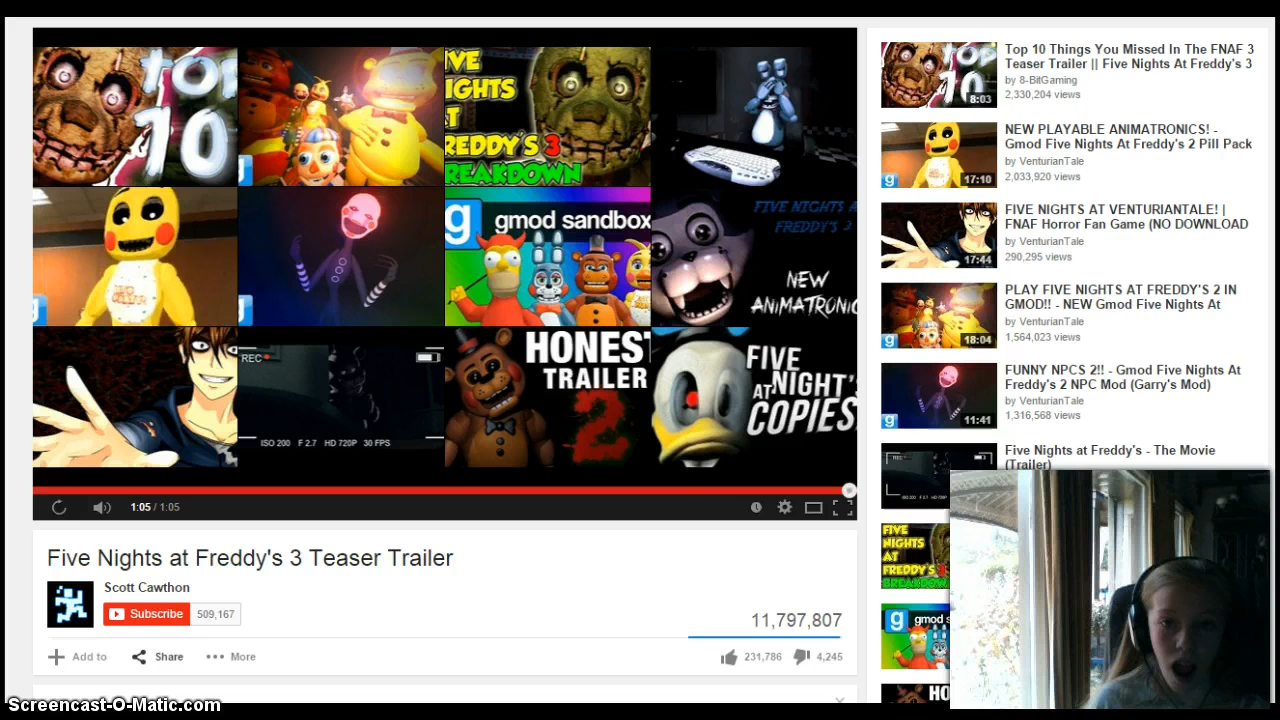 TOP
10
IVE
NIGHTS
AT
REDDY'S 3
BREAKDOWN
g
gmod sandbox
FIVE NIGHTS A
FREDDY'S 3
NEW
ANIMATRONIC
REC
ISO 200 F 2.7 HD 720P 30 FPS
HONEST
TRAILER
2
FIVE
AT NIGHT'
COPIES
1:05 / 1:05
Five Nights at Freddy's 3 Teaser Trailer
Scott Cawthon
Subscribe 509,167
11,797,807
Add to Share More
231,786 4,245
TOP
10
8:03
Top 10 Things You Missed In The FNAF 3
Teaser Trailer || Five Nights At Freddy's 3
by 8-BitGaming
2,330,204 views
g
17:10
NEW PLAYABLE ANIMATRONICS! -
Gmod Five Nights At Freddy's 2 Pill Pack
by VenturianTale
2,033,920 views
17:44
FIVE NIGHTS AT VENTURIANTALE! |
FNAF Horror Fan Game (NO DOWNLOAD
by VenturianTale
290,295 views
g
18:04
PLAY FIVE NIGHTS AT FREDDY'S 2 IN
GMOD!! - NEW Gmod Five Nights At
by VenturianTale
1,564,023 views
g
11:41
FUNNY NPCS 2!! - Gmod Five Nights At
Freddy's 2 NPC Mod (Garry's Mod)
by VenturianTale
1,316,568 views
Five Nights at Freddy's - The Movie
(Trailer)
FIVE
NIGHTS
AT
FREDDY'S 3
BREAKDOWN
g
gmod s
HO
Screencast-O-Matic.com